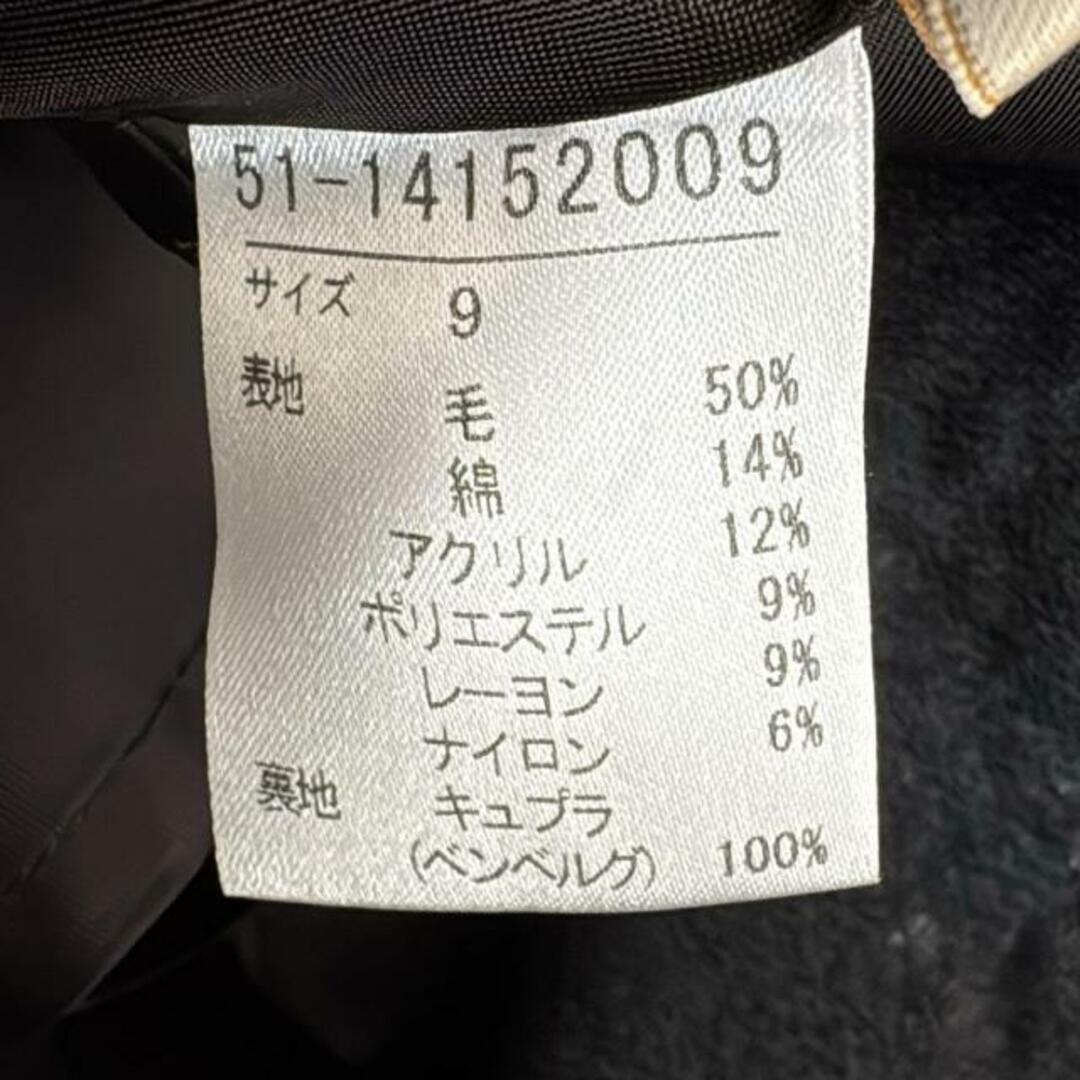 51-14152009
サイズ 9
表地 毛 50%
綿 14%
アクリル 12%
ポリエステル 9%
レーヨン 9%
ナイロン 6%
裏地 キュプラ
(ベンベルグ) 100%